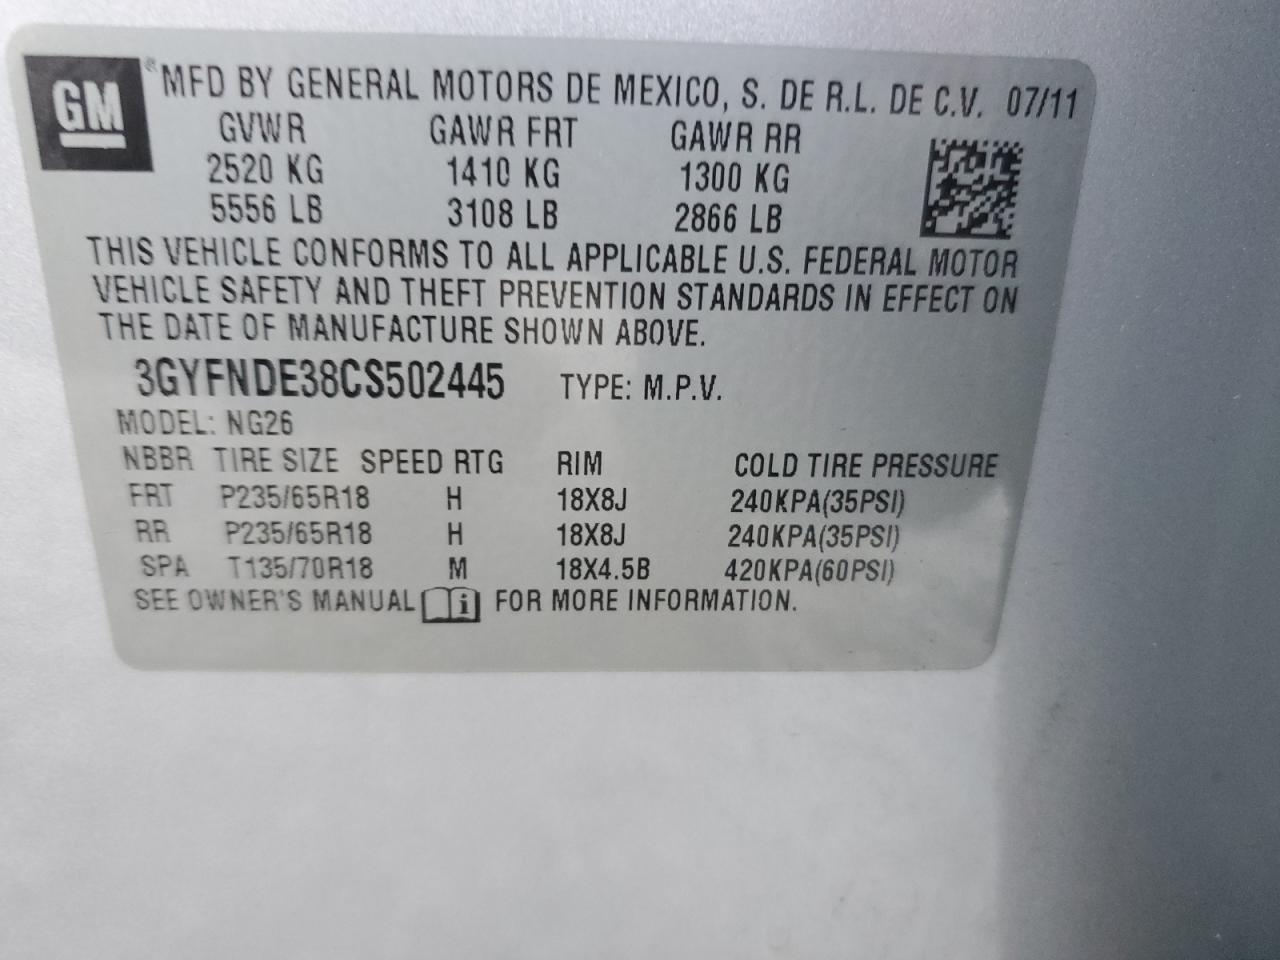 GM ® MFD BY GENERAL MOTORS DE MEXICO, S. DE R.L. DE C.V. 07/11
GVWR GAWR FRT GAWR RR
2520 KG 1410 KG 1300 KG
5556 LB 3108 LB 2866 LB
THIS VEHICLE CONFORMS TO ALL APPLICABLE U.S. FEDERAL MOTOR
VEHICLE SAFETY AND THEFT PREVENTION STANDARDS IN EFFECT ON
THE DATE OF MANUFACTURE SHOWN ABOVE.
3GYFNDE38CS502445 TYPE: M.P.V.
MODEL: NG26
NBBR TIRE SIZE SPEED RTG RIM COLD TIRE PRESSURE
FRT P235/65R18 H 18X8J 240KPA(35PSI)
RR P235/65R18 H 18X8J 240KPA(35PSI)
SPA T135/70R18 M 18X4.5B 420KPA(60PSI)
SEE OWNER'S MANUAL i FOR MORE INFORMATION.